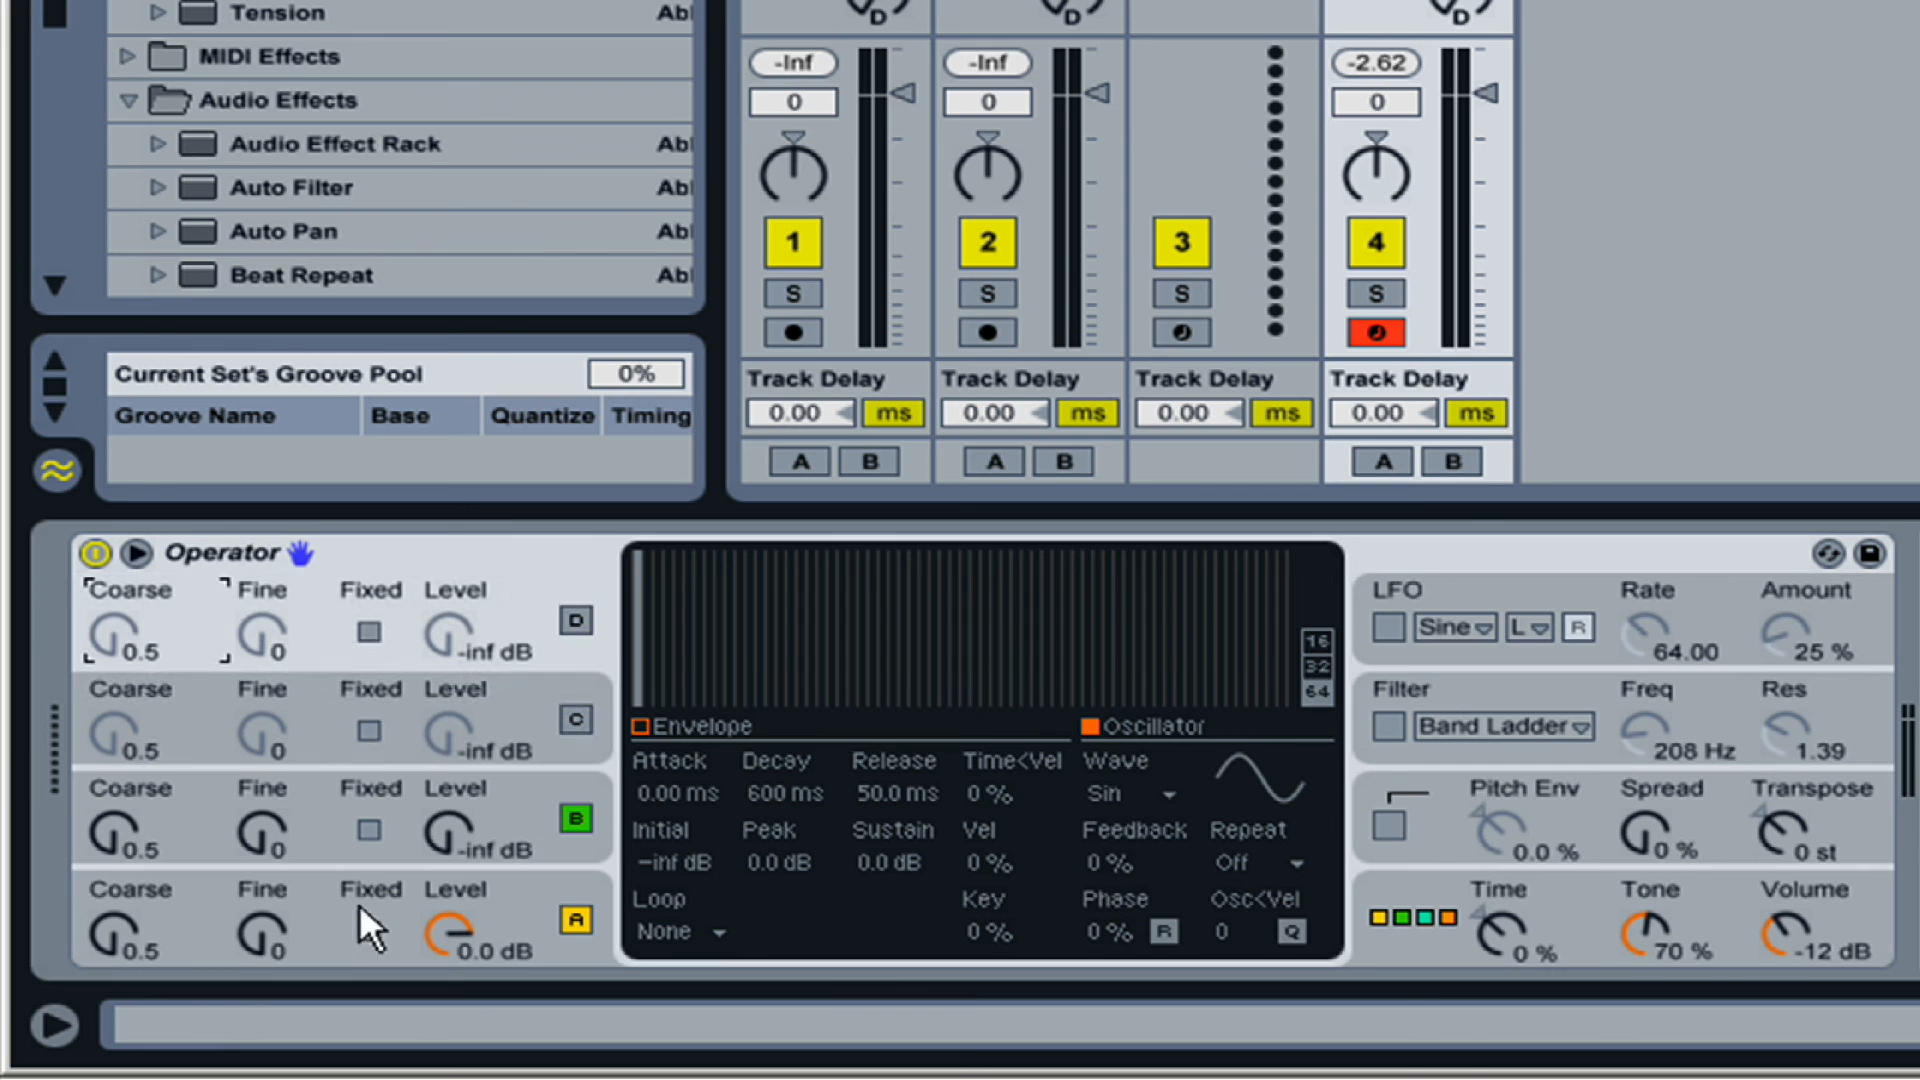 Tension Abl
MIDI Effects
Audio Effects
Audio Effect Rack Abl
Auto Filter Abl
Auto Pan Abl
Beat Repeat Abl
D D D
-Inf -Inf -2.62
0 0 0
1 2 3 4
S S S S
Track Delay Track Delay Track Delay Track Delay
0.00 ms 0.00 ms 0.00 ms 0.00 ms
A B A B A B
Current Set's Groove Pool 0%
Groove Name Base Quantize Timing
Operator
Coarse Fine Fixed Level
0.5 0 -inf dB D
Coarse Fine Fixed Level
0.5 0 -inf dB C
Coarse Fine Fixed Level
0.5 0 -inf dB B
Coarse Fine Fixed Level
0.5 0 0.0 dB A
16
32
64
Envelope Oscillator
Attack Decay Release Time<Vel Wave
0.00 ms 600 ms 50.0 ms 0 % Sin
Initial Peak Sustain Vel Feedback Repeat
-inf dB 0.0 dB 0.0 dB 0 % 0 % Off
Loop Key Phase Osc<Vel
None 0 % 0 % R 0 Q
LFO Rate Amount
Sine L R 64.00 25 %
Filter Freq Res
Band Ladder 208 Hz 1.39
Pitch Env Spread Transpose
0.0 % 0 % 0 st
Time Tone Volume
0 % 70 % -12 dB